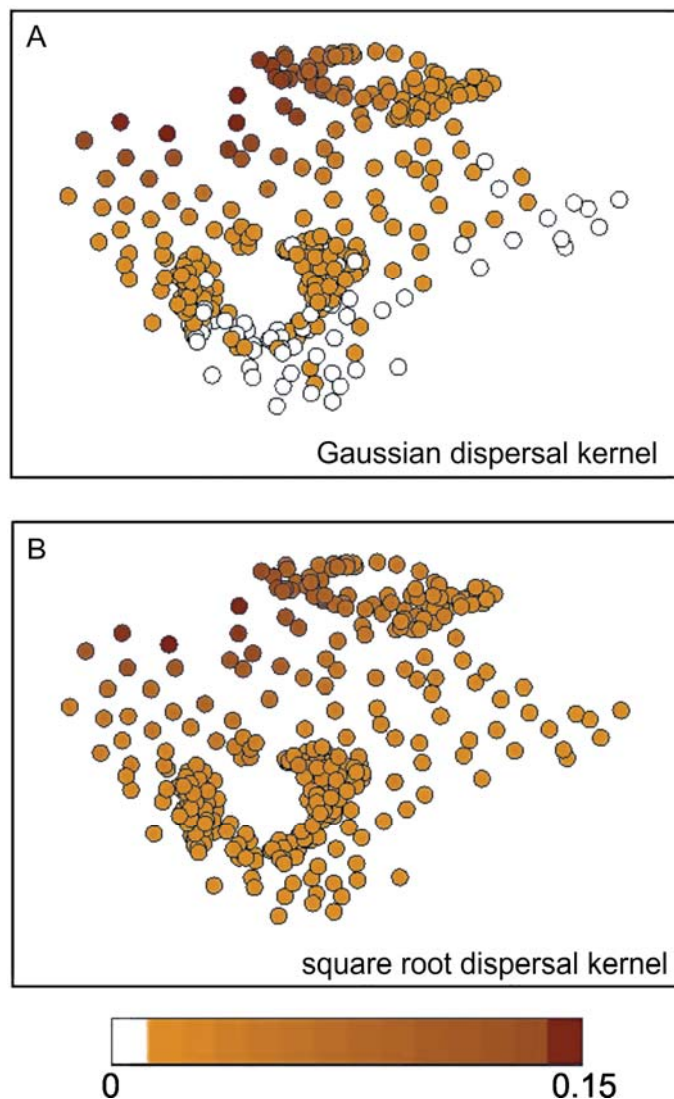 A
Gaussian dispersal kernel
B
square root dispersal kernel
0 0.15